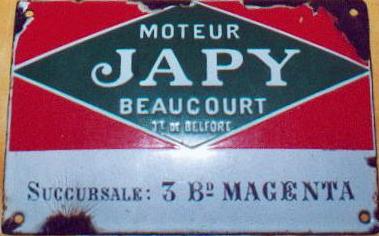 MOTEUR
JAPY
BEAUCOURT
Tt DE BELFORT
SUCCURSALE: 3 Bd MAGENTA